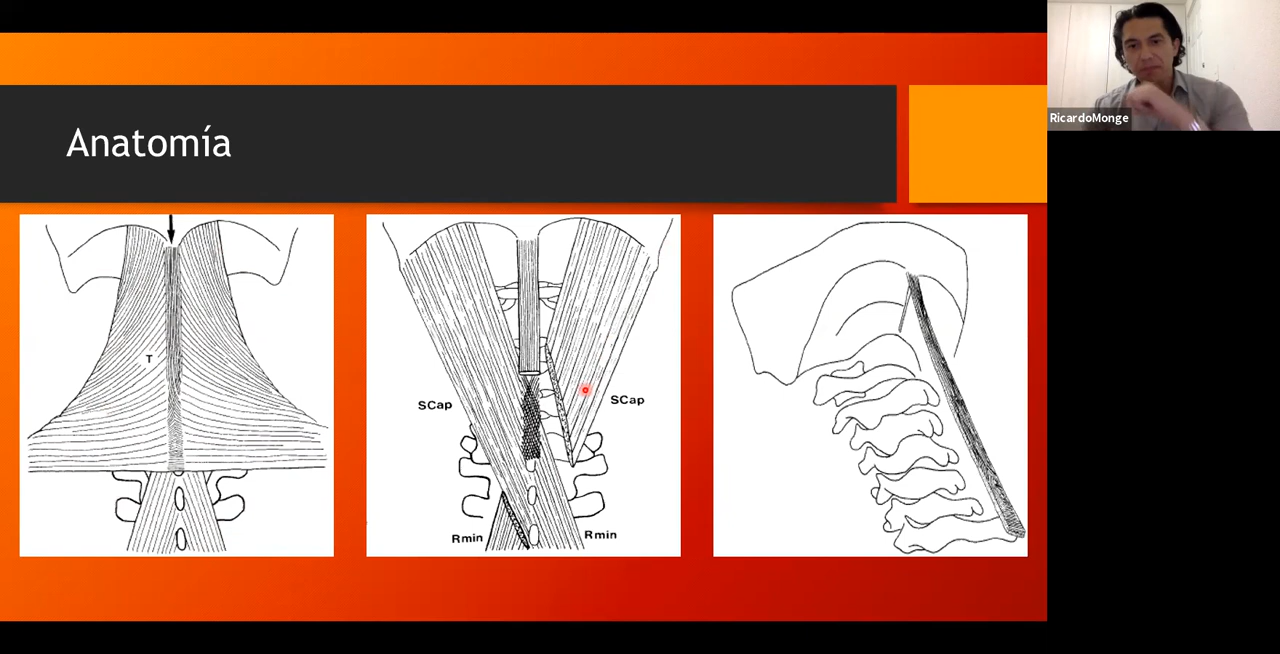 Anatomía
RicardoMonge
T
SCap
SCap
Rmin
Rmin